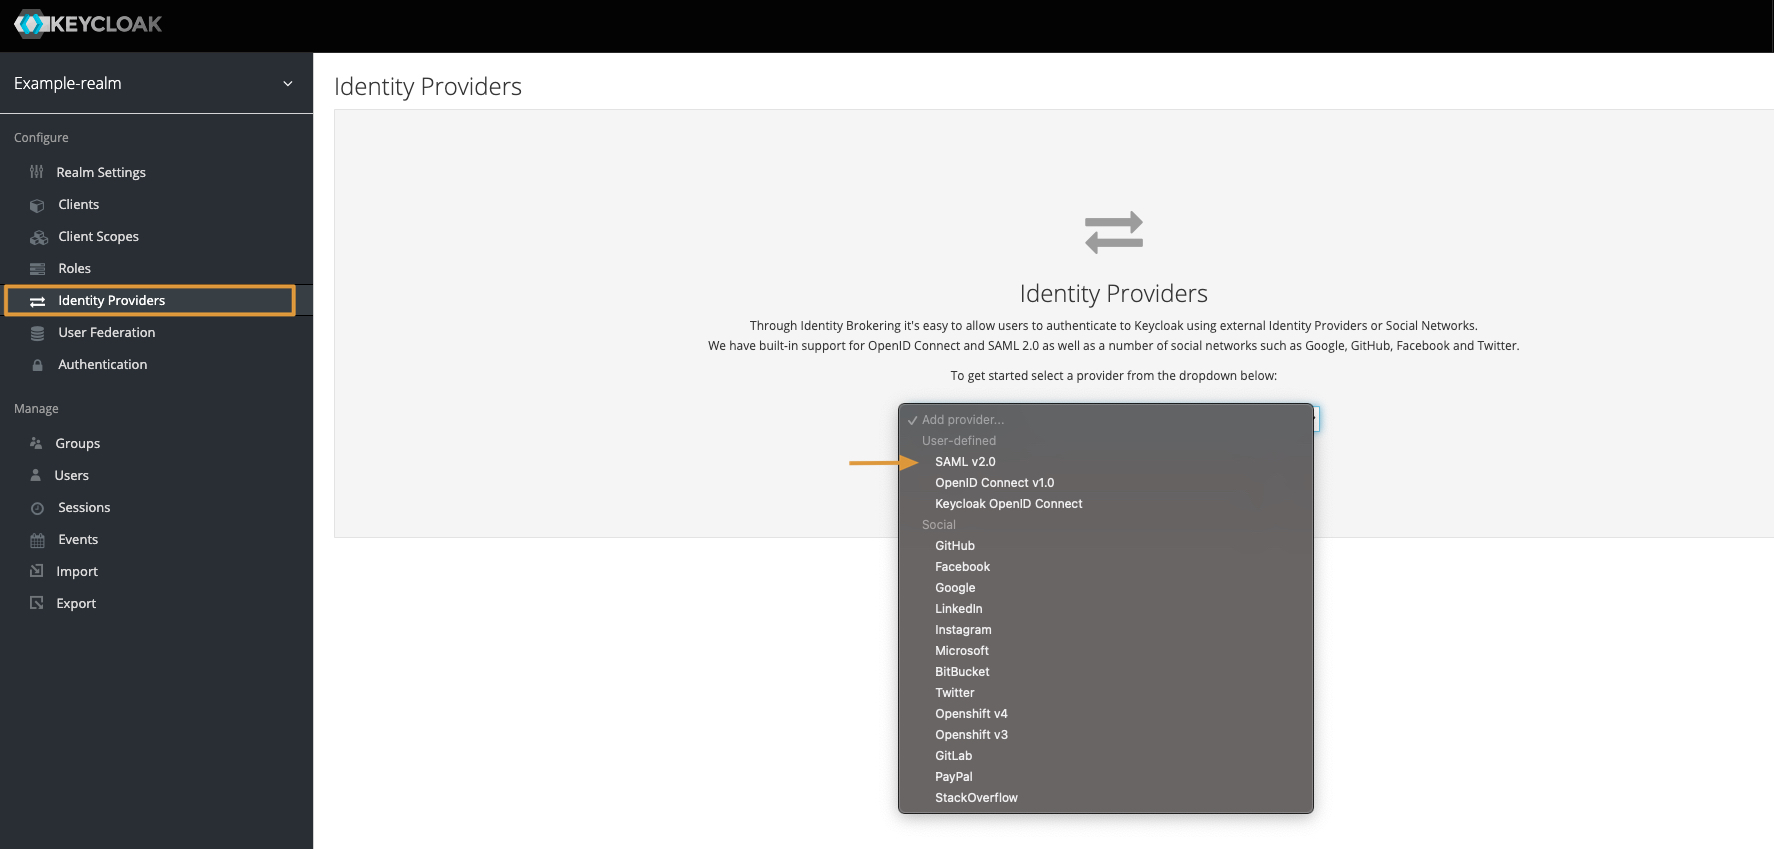 KEYCLOAK
Example-realm
Configure
Realm Settings
Clients
Client Scopes
Roles
Identity Providers
User Federation
Authentication
Manage
Groups
Users
Sessions
Events
Import
Export
Identity Providers
Identity Providers
Through Identity Brokering it's easy to allow users to authenticate to Keycloak using external Identity Providers or Social Networks.
We have built-in support for OpenID Connect and SAML 2.0 as well as a number of social networks such as Google, GitHub, Facebook and Twitter.
To get started select a provider from the dropdown below:
Add provider...
User-defined
SAML v2.0
OpenID Connect v1.0
Keycloak OpenID Connect
Social
GitHub
Facebook
Google
LinkedIn
Instagram
Microsoft
BitBucket
Twitter
Openshift v4
Openshift v3
GitLab
PayPal
StackOverflow